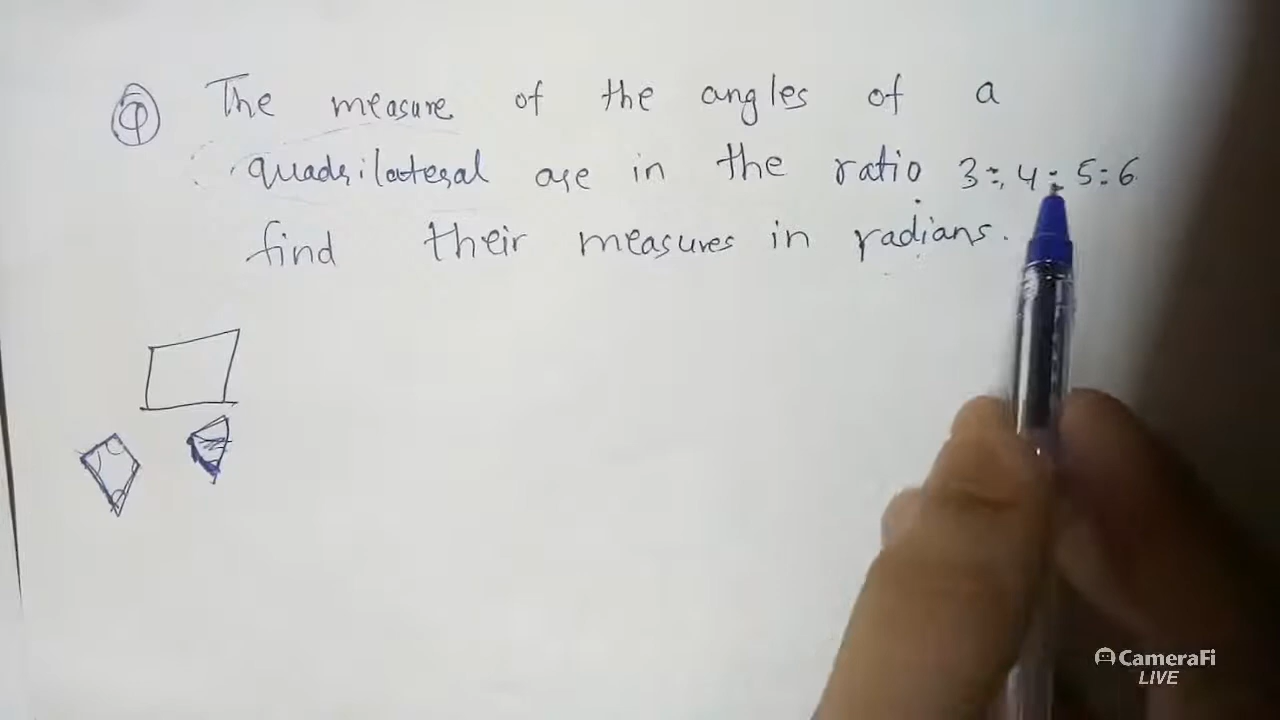 Q The measure of the angles of a
quadrilateral are in the ratio 3:4:5:6
find their measures in radians.
CameraFi
LIVE